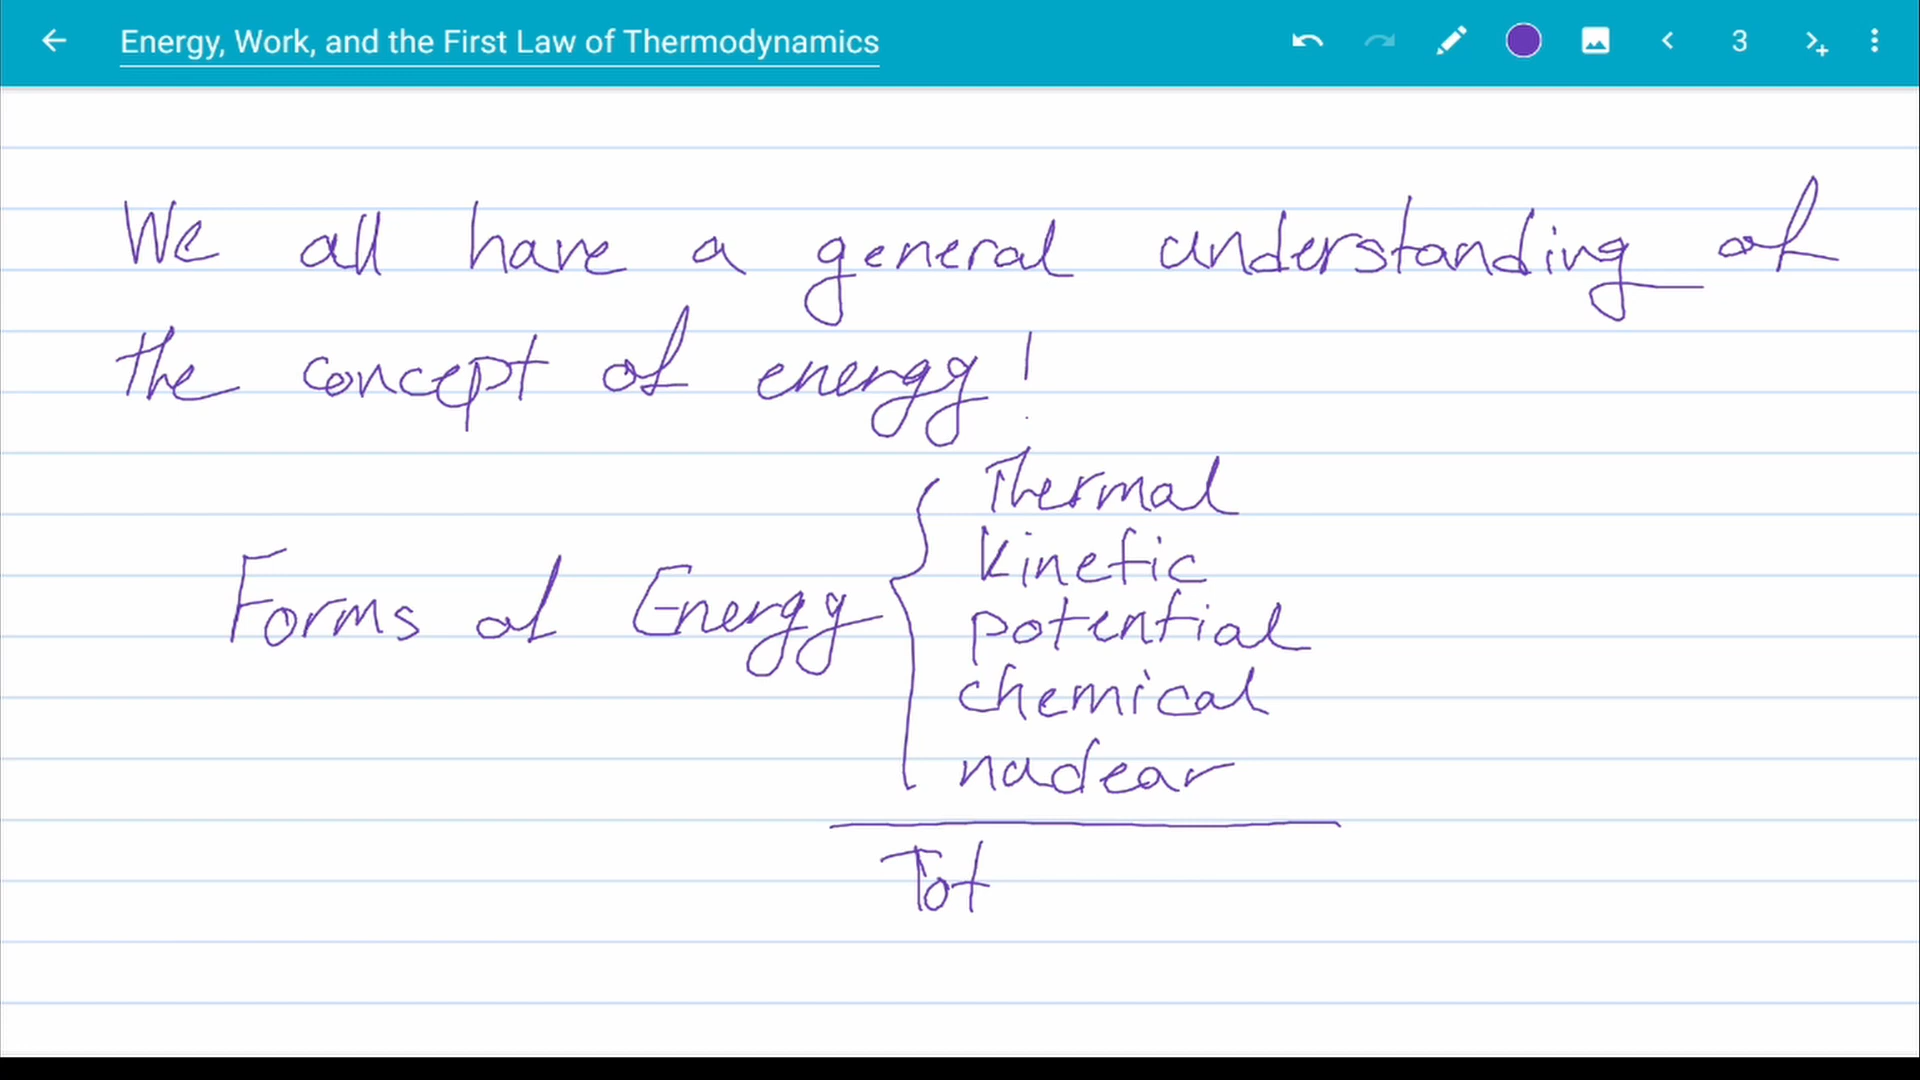 Energy, Work, and the First Law of Thermodynamics
3
We all have a general understanding of
the concept of energy!
Thermal
Kinetic
Forms of Energy
potential
chemical
nuclear
Tot